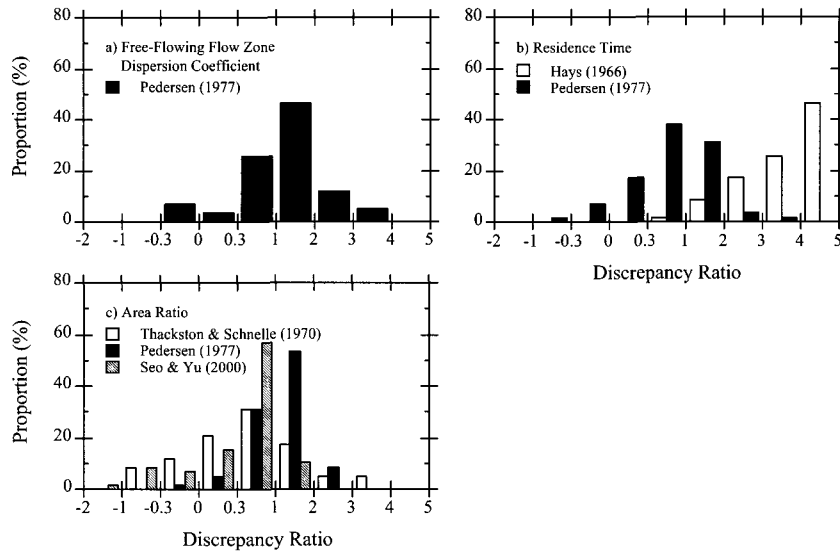 80
60
40
20
0
Proportion (%)
a) Free-Flowing Flow Zone
Dispersion Coefficient
Pedersen (1977)
-2 -1 -0.3 0 0.3 1 2 3 4 5
80
60
40
20
0
b) Residence Time
Hays (1966)
Pedersen (1977)
-2 -1 -0.3 0 0.3 1 2 3 4 5
Discrepancy Ratio
80
60
40
20
0
Proportion (%)
c) Area Ratio
Thackston & Schnelle (1970)
Pedersen (1977)
Seo & Yu (2000)
-2 -1 -0.3 0 0.3 1 2 3 4 5
Discrepancy Ratio